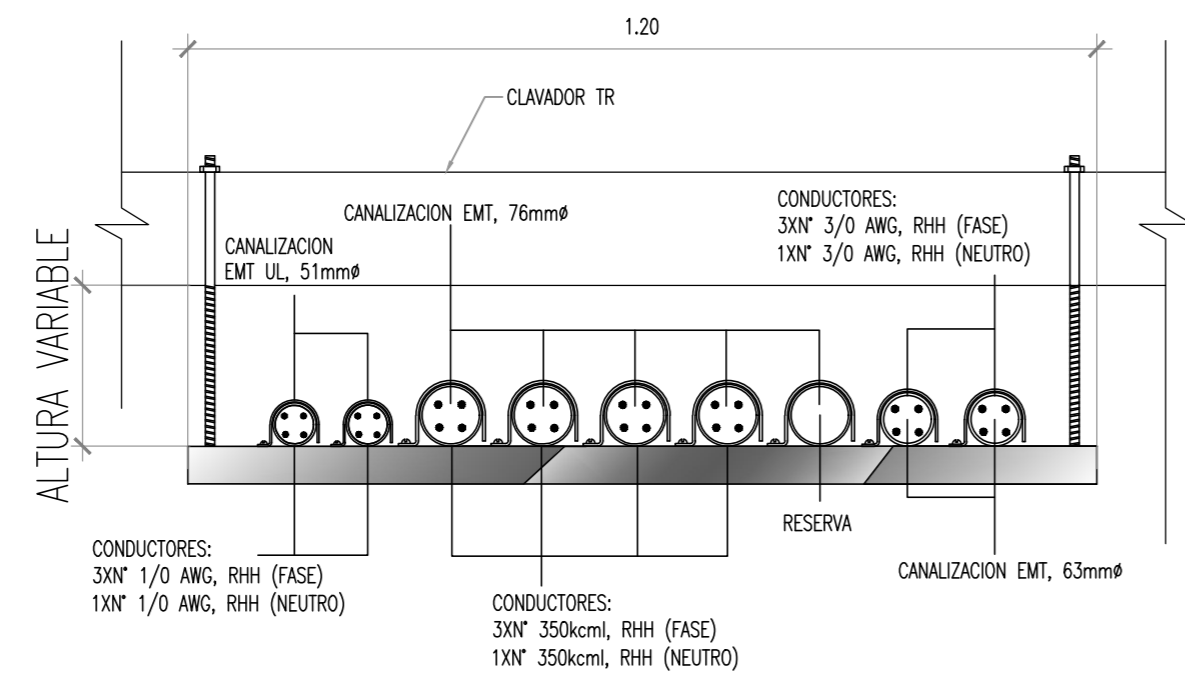 1.20
CLAVADOR TR
CANALIZACION EMT, 76mmø
CONDUCTORES:
3XN° 3/0 AWG, RHH (FASE)
1XN° 3/0 AWG, RHH (NEUTRO)
CANALIZACION
EMT UL, 51mmø
ALTURA VARIABLE
RESERVA
CONDUCTORES:
3XN° 1/0 AWG, RHH (FASE)
1XN° 1/0 AWG, RHH (NEUTRO)
CANALIZACION EMT, 63mmø
CONDUCTORES:
3XN° 350kcml, RHH (FASE)
1XN° 350kcml, RHH (NEUTRO)